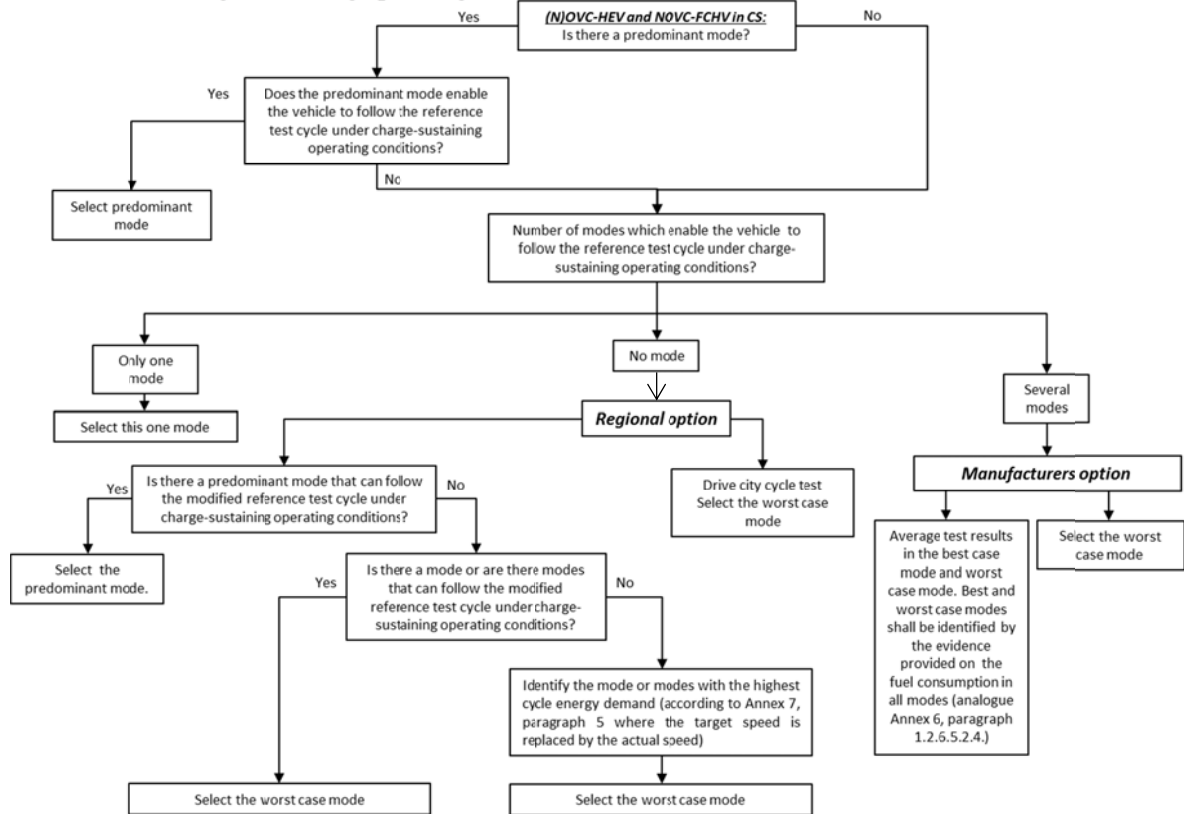 (N)OVC-HEV and N0VC-FCHV in CS:
Is there a predominant mode?
Yes
No
Yes
Does the predominant mode enable
the vehicle to follow the reference
test cycle under charge-sustaining
operating conditions?
No
Select predominant
mode
Number of modes which enable the vehicle to
follow the reference test cycle under charge-
sustaining operating conditions?
Only one
mode
No mode
Several
modes
Select this one mode
Regional option
Manufacturers option
Yes
Is there a predominant mode that can follow
the modified reference test cycle under
charge-sustaining operating conditions?
No
Drive city cycle test
Select the worst case
mode
Average test results
in the best case
mode and worst
case mode. Best and
worst case modes
shall be identified by
the evidence
provided on the
fuel consumption in
all modes (analogue
Annex 6, paragraph
1.2.6.5.2.4.)
Select the worst
case mode
Select the
predominant mode.
Yes
Is there a mode or are there modes
that can follow the modified
reference test cycle under charge-
sustaining operating conditions?
No
Identify the mode or modes with the highest
cycle energy demand (according to Annex 7,
paragraph 5 where the target speed is
replaced by the actual speed)
Select the worst case mode
Select the worst case mode